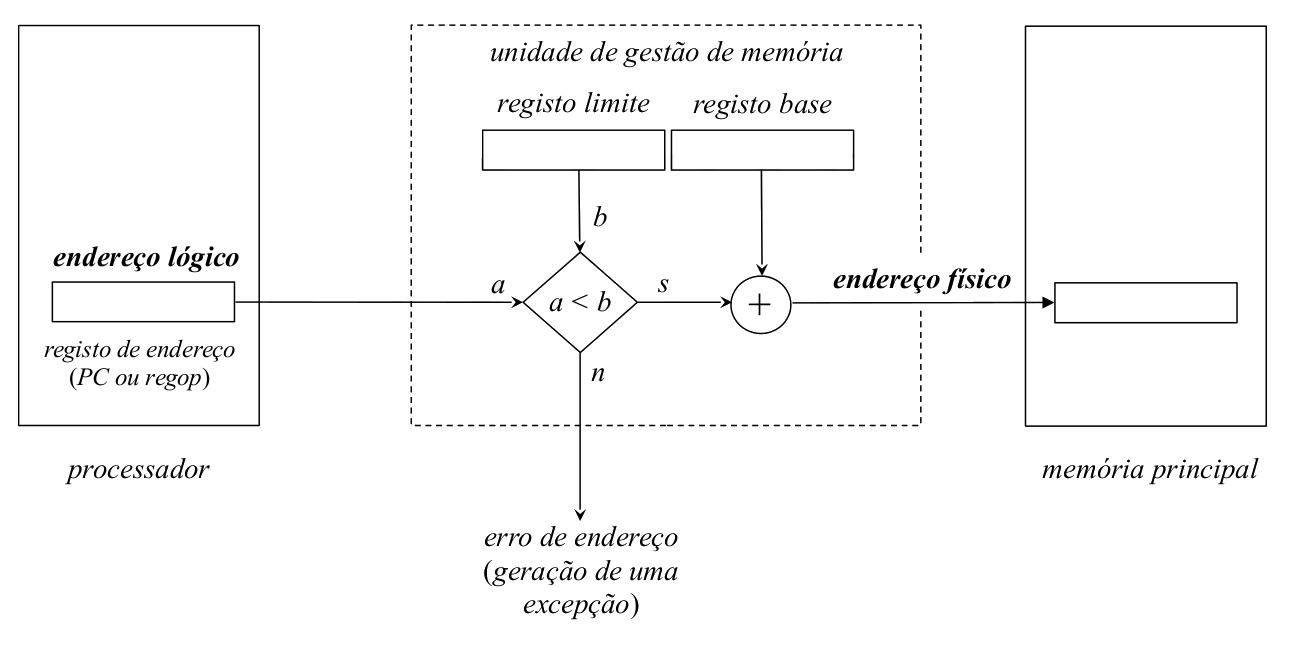 unidade de gestão de memória
registo limite
registo base
b
endereço lógico
a
a < b
s
+
endereço físico
registo de endereço
(PC ou regop)
n
processador
memória principal
erro de endereço
(geração de uma
excepção)